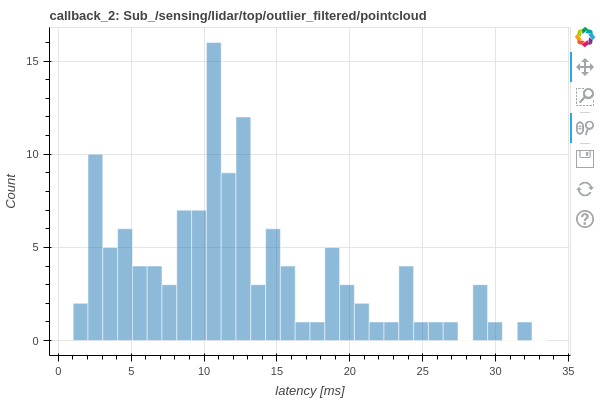 callback_2: Sub_/sensing/lidar/top/outlier_filtered/pointcloud
Count
15
10
5
0
0 5 10 15 20 25 30 35
latency [ms]